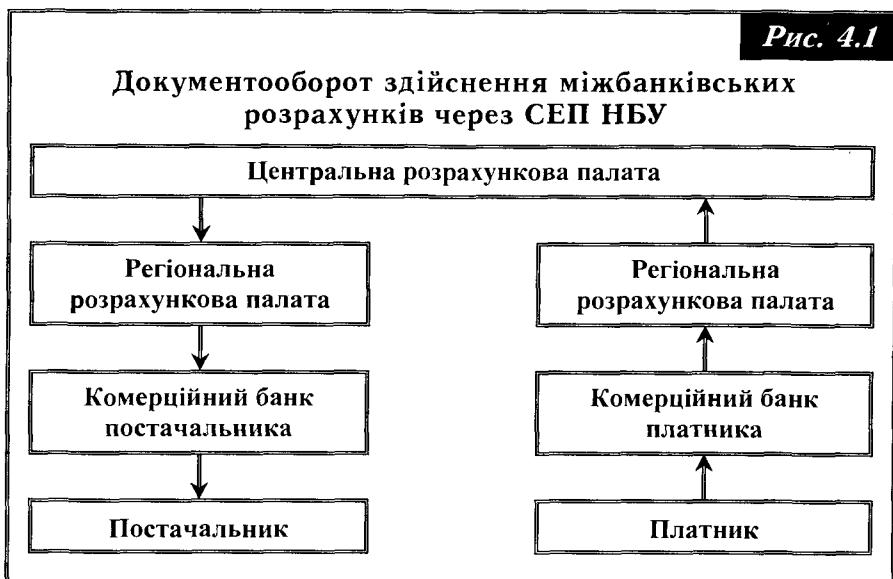 Рис. 4.1
Документооборот здійснення міжбанківських
розрахунків через СЕП НБУ
Центральна розрахункова палата
Регіональна
розрахункова палата
Регіональна
розрахункова палата
Комерційний банк
постачальника
Комерційний банк
платника
Постачальник
Платник